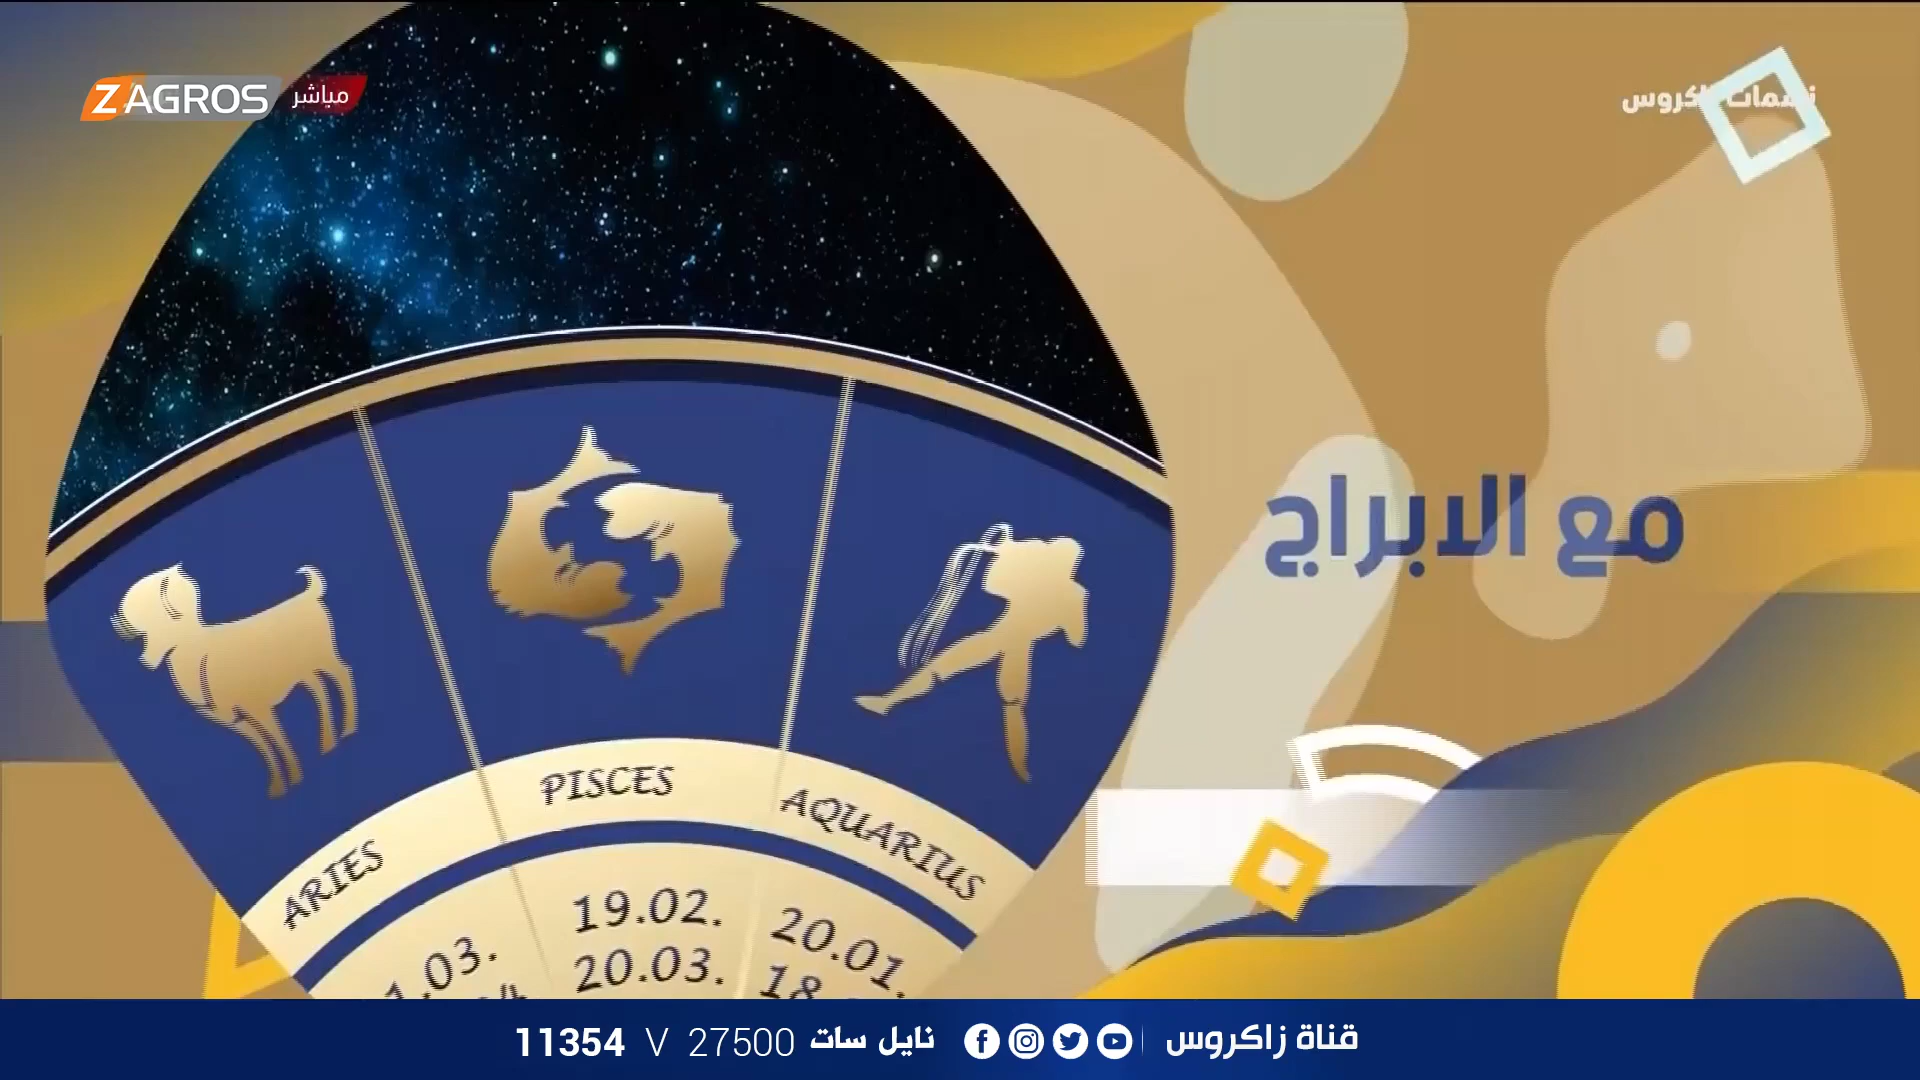 ZAGROS مباشر
نسمات زاكروس
مع الابراج
ARIES
PISCES
AQUARIUS
19.02.
20.03.
20.01.
قناة زاكروس
نايل سات 27500 V 11354